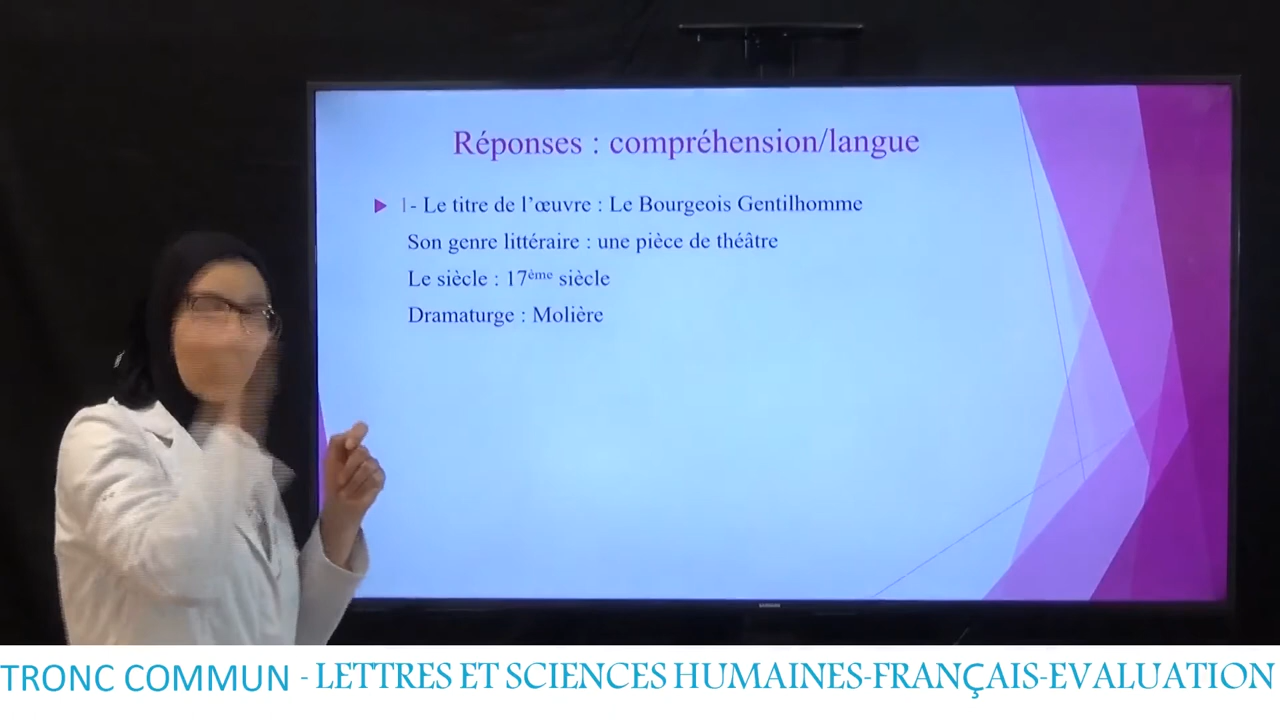 Réponses : compréhension/langue
1- Le titre de l'œuvre : Le Bourgeois Gentilhomme
Son genre littéraire : une pièce de théâtre
Le siècle : 17ème siècle
Dramaturge : Molière
SAMSUNG
TRONC COMMUN - LETTRES ET SCIENCES HUMAINES-FRANÇAIS-EVALUATION